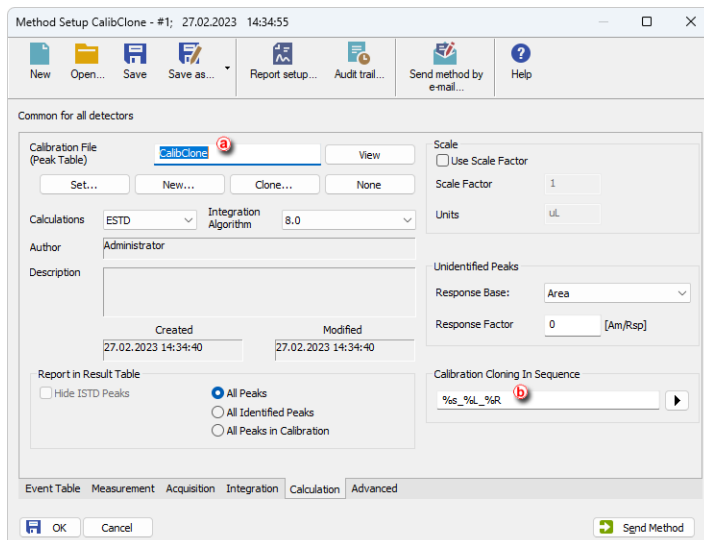 Method Setup CalibClone - #1; 27.02.2023 14:34:55
New Open... Save Save as... Report setup... Audit trail... Send method by e-mail... Help
Common for all detectors
Calibration File
(Peak Table)
CalibClone
a
View
Set... New... Clone... None
Calculations ESTD Integration Algorithm 8.0
Author Administrator
Description
Created Modified
27.02.2023 14:34:40 27.02.2023 14:34:40
Report in Result Table
Hide ISTD Peaks
All Peaks
All Identified Peaks
All Peaks in Calibration
Scale
Use Scale Factor
Scale Factor 1
Units uL
Unidentified Peaks
Response Base: Area
Response Factor 0 [Am/Rsp]
Calibration Cloning In Sequence
%s_%L_%R b
Event Table Measurement Acquisition Integration Calculation Advanced
OK Cancel Send Method